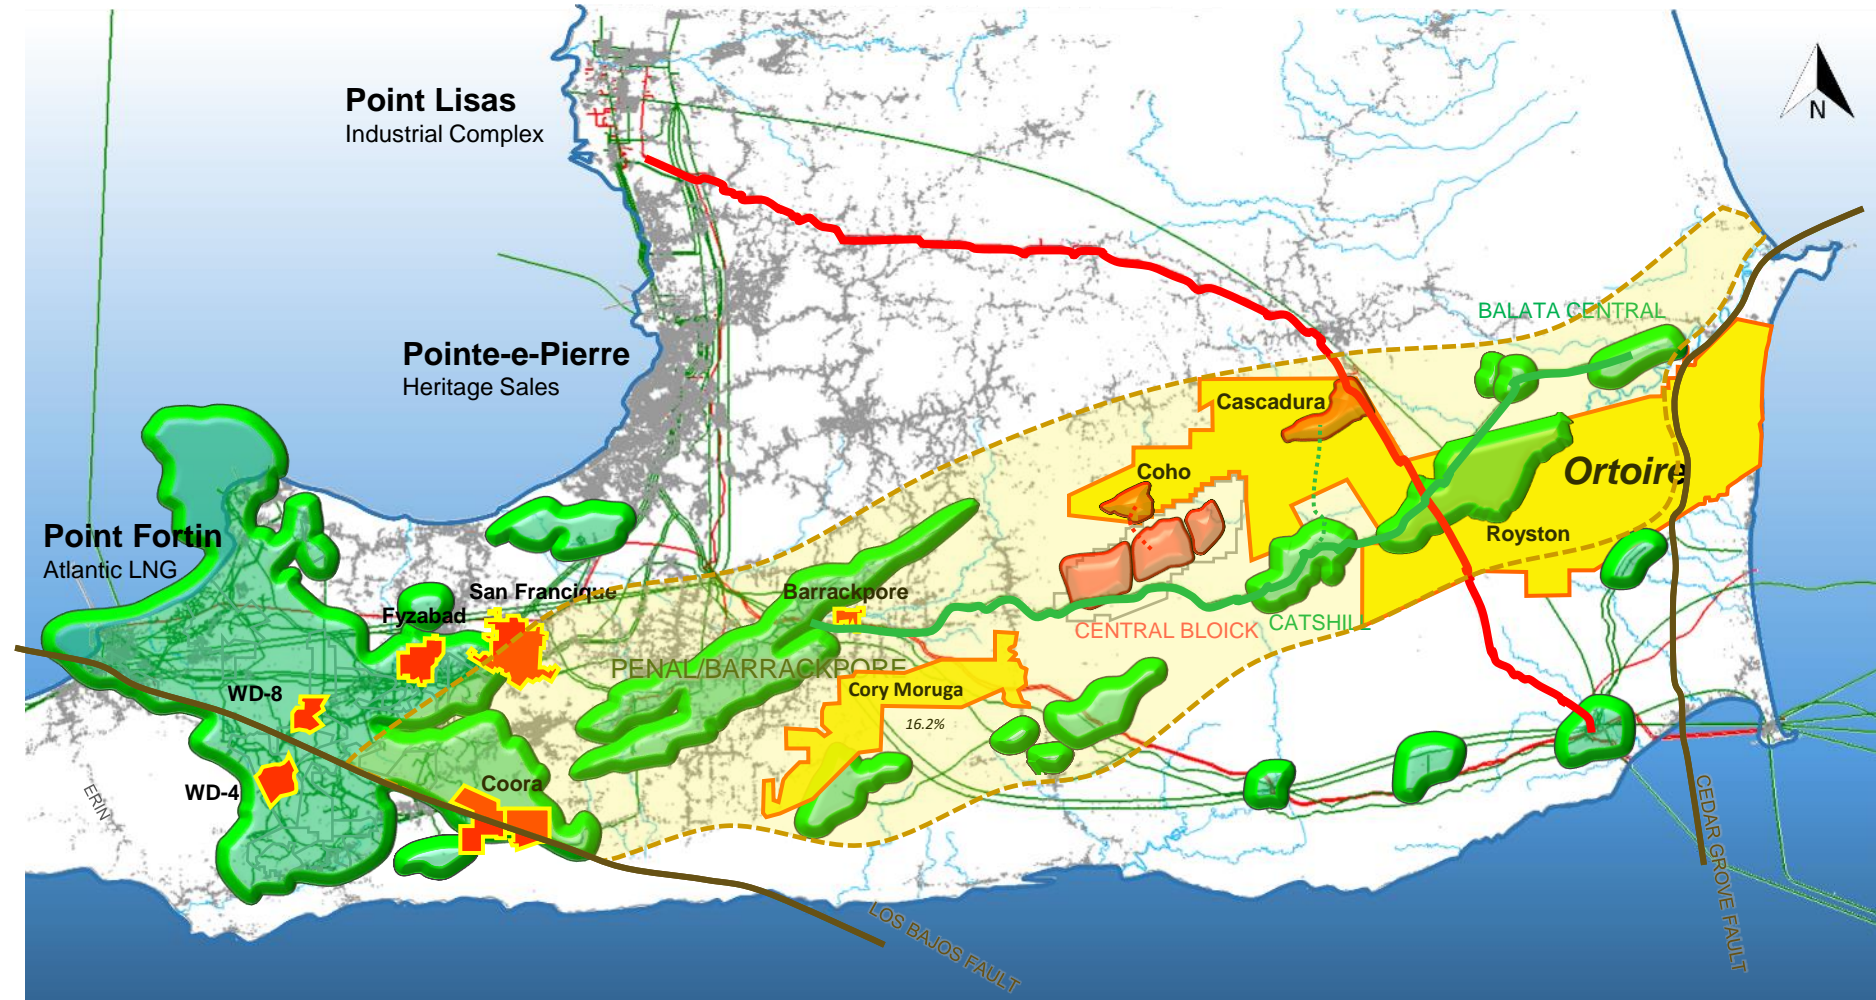 Point Lisas
Industrial Complex
N
BALATA CENTRAL
Pointe-e-Pierre
Heritage Sales
Cascadura
Coho
Ortoire
Point Fortin
Atlantic LNG
Royston
San Francique
Barrackpore
Fyzabad
CENTRAL BLOICK
CATSHILL
PENAL/BARRACKPORE
WD-8
Cory Moruga
16.2%
Coora
WD-4
ERIN
CEDAR GROVE FAULT
LOS BAJOS FAULT